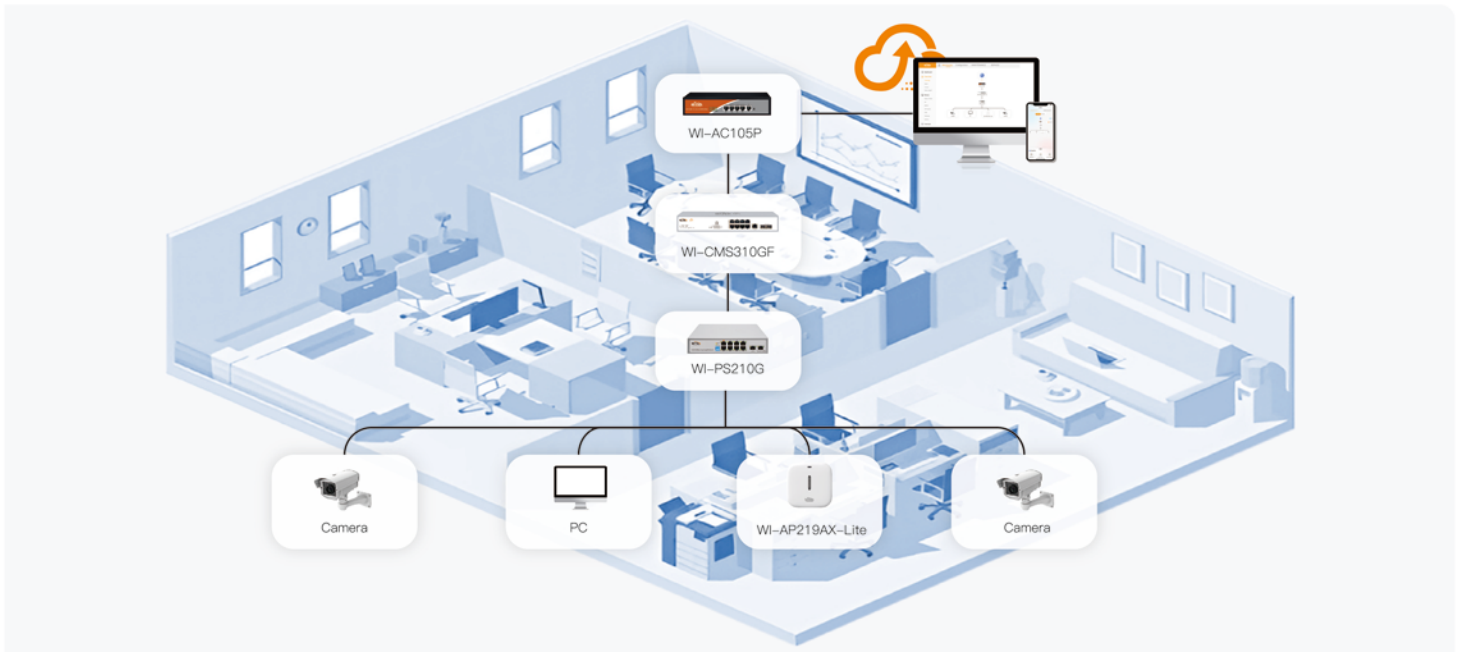 WI-AC105P
WI-CMS310GF
WI-PS210G
Camera
PC
WI-AP219AX-Lite
Camera